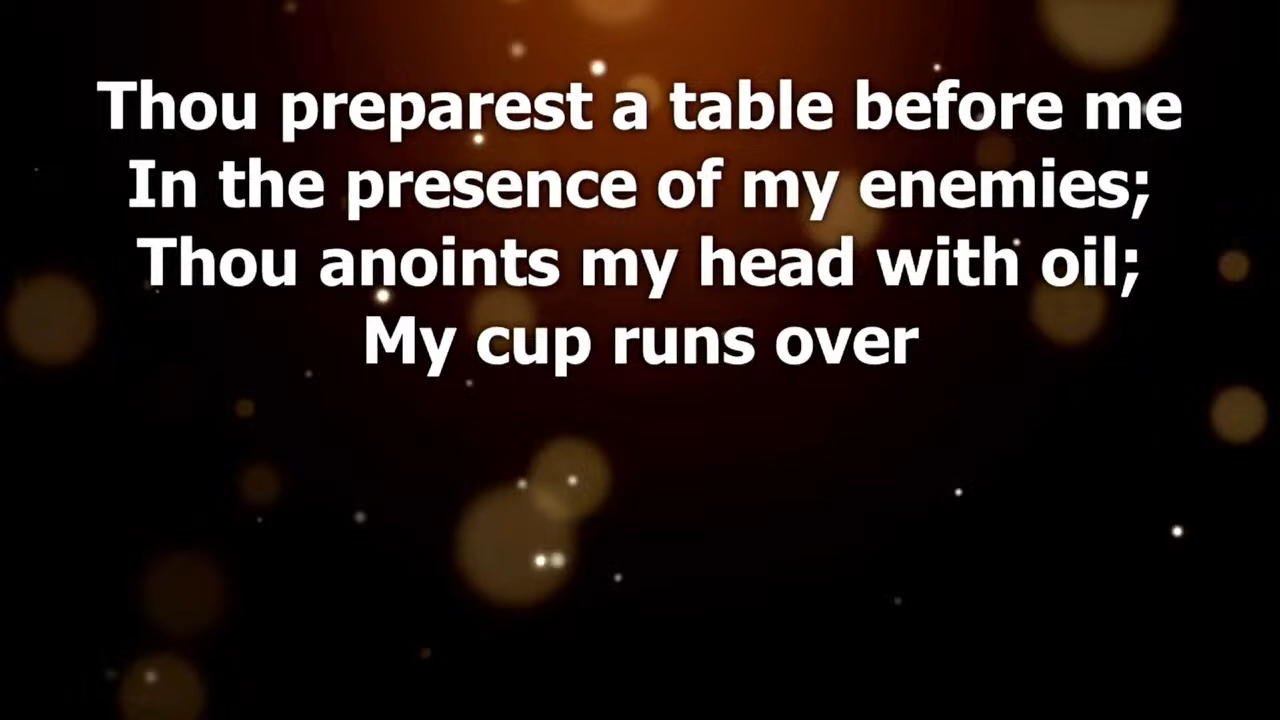 Thou preparest a table before me
In the presence of my enemies;
Thou anoints my head with oil;
My cup runs over